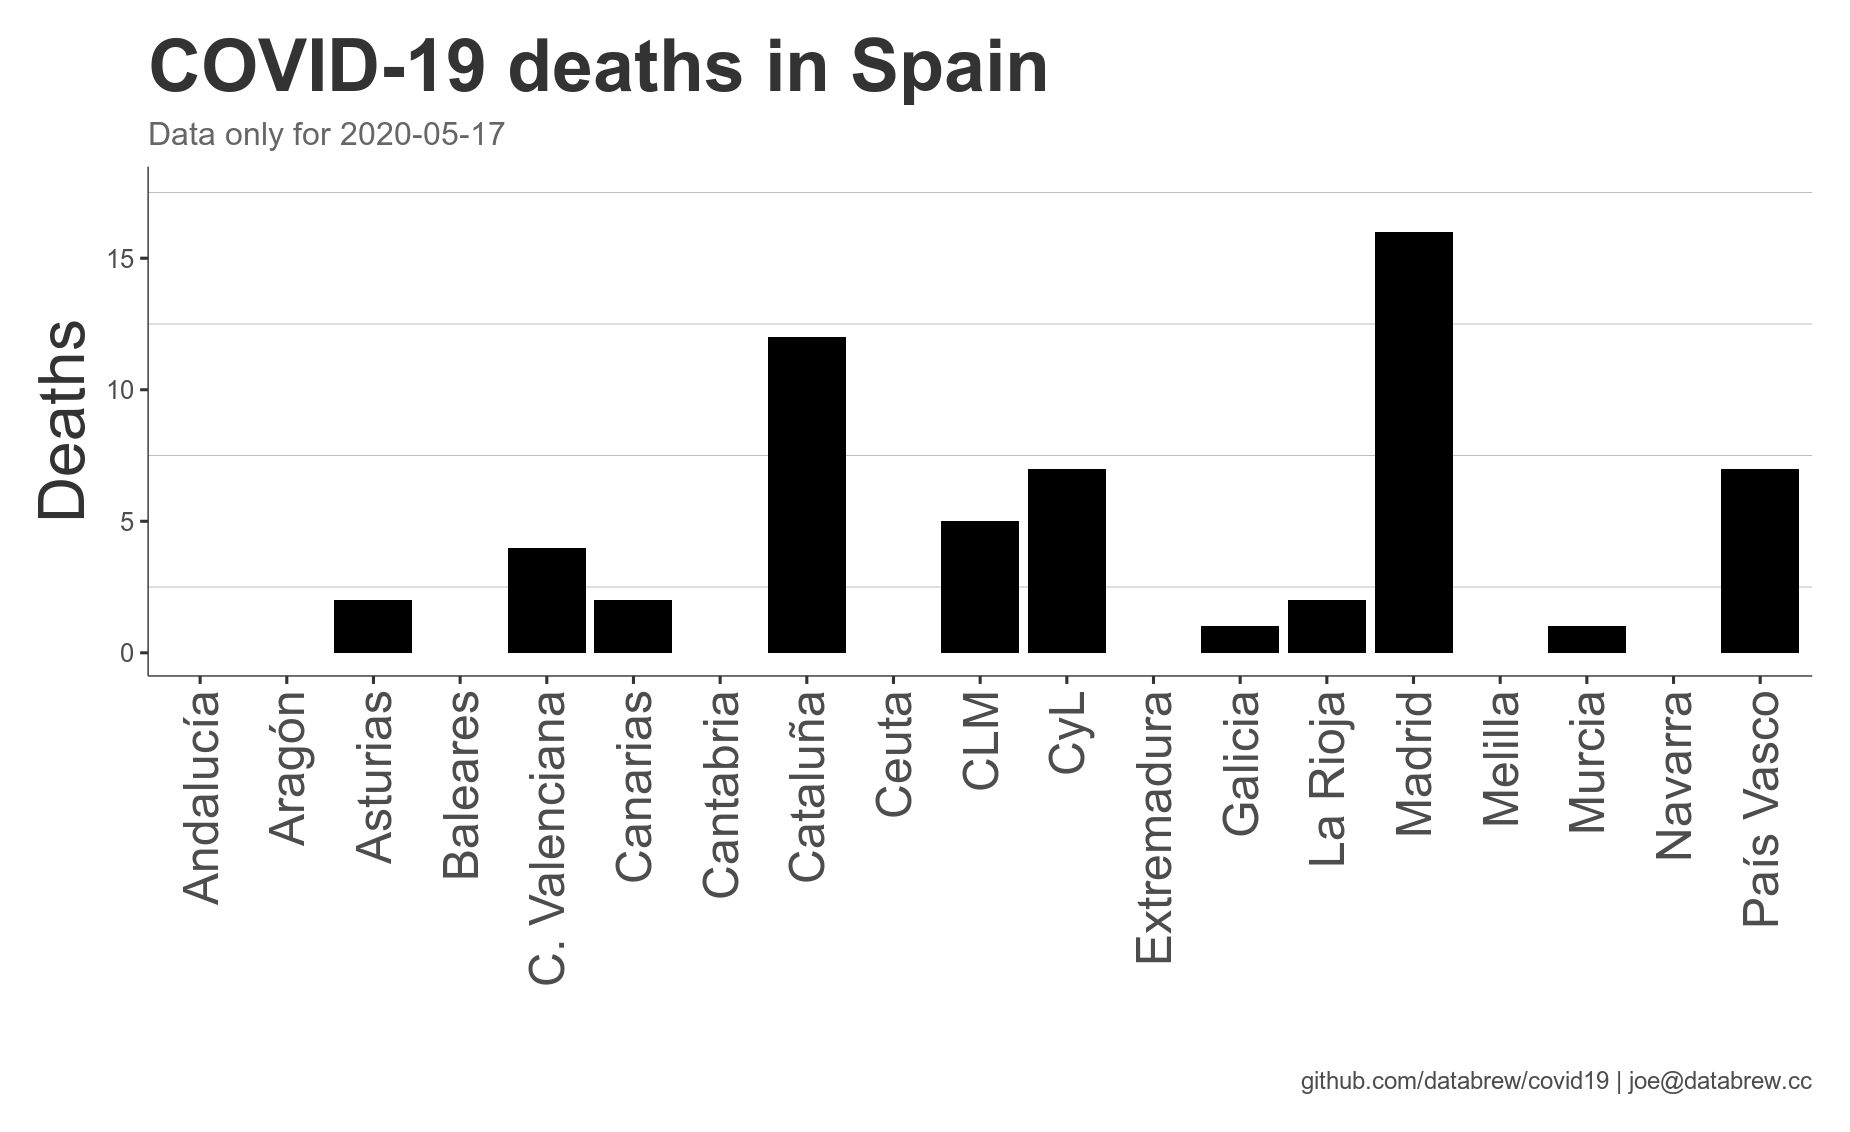 COVID-19 deaths in Spain
Data only for 2020-05-17
Deaths
15
10
5
0
Andalucía
Aragón
Asturias
Baleares
C. Valenciana
Canarias
Cantabria
Cataluña
Ceuta
CLM
CyL
Extremadura
Galicia
La Rioja
Madrid
Melilla
Murcia
Navarra
País Vasco
github.com/databrew/covid19 | joe@databrew.cc